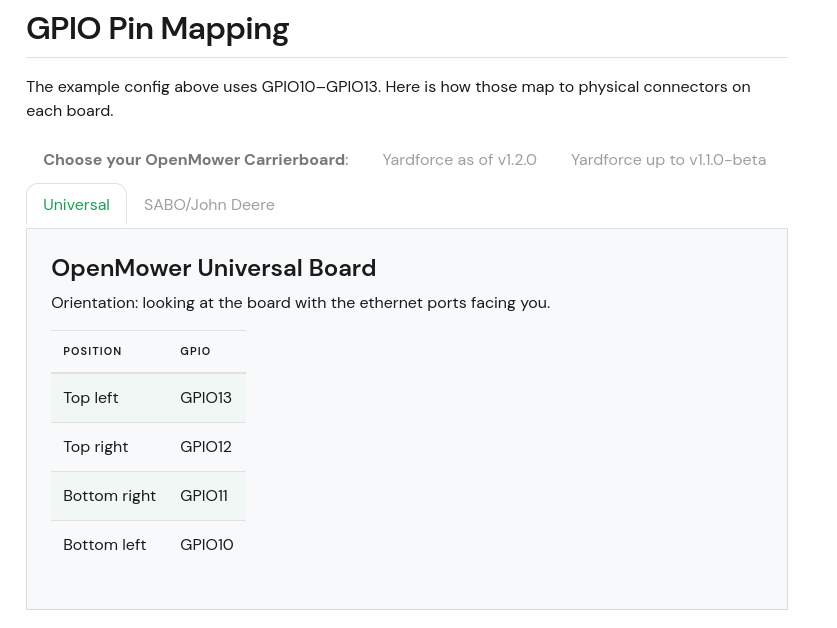 GPIO Pin Mapping
The example config above uses GPIO10–GPIO13. Here is how those map to physical connectors on
each board.
Choose your OpenMower Carrierboard: Yardforce as of v1.2.0 Yardforce up to v1.1.0-beta
Universal SABO/John Deere
OpenMower Universal Board
Orientation: looking at the board with the ethernet ports facing you.
POSITION GPIO
Top left GPIO13
Top right GPIO12
Bottom right GPIO11
Bottom left GPIO10